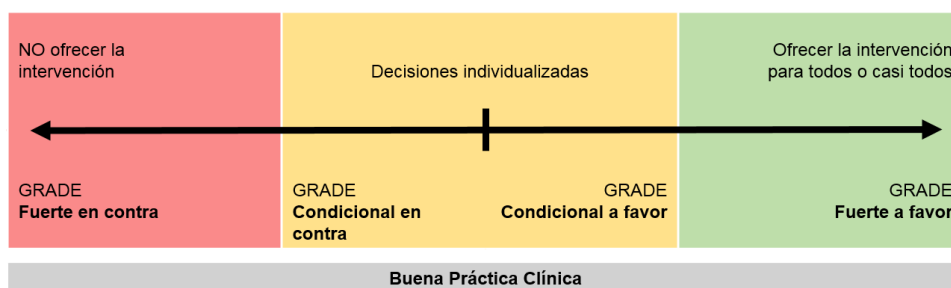 NO ofrecer la
intervención
Decisiones individualizadas
Ofrecer la intervención
para todos o casi todos
GRADE
Fuerte en contra
GRADE
Condicional en
contra
GRADE
Condicional a favor
GRADE
Fuerte a favor
Buena Práctica Clínica